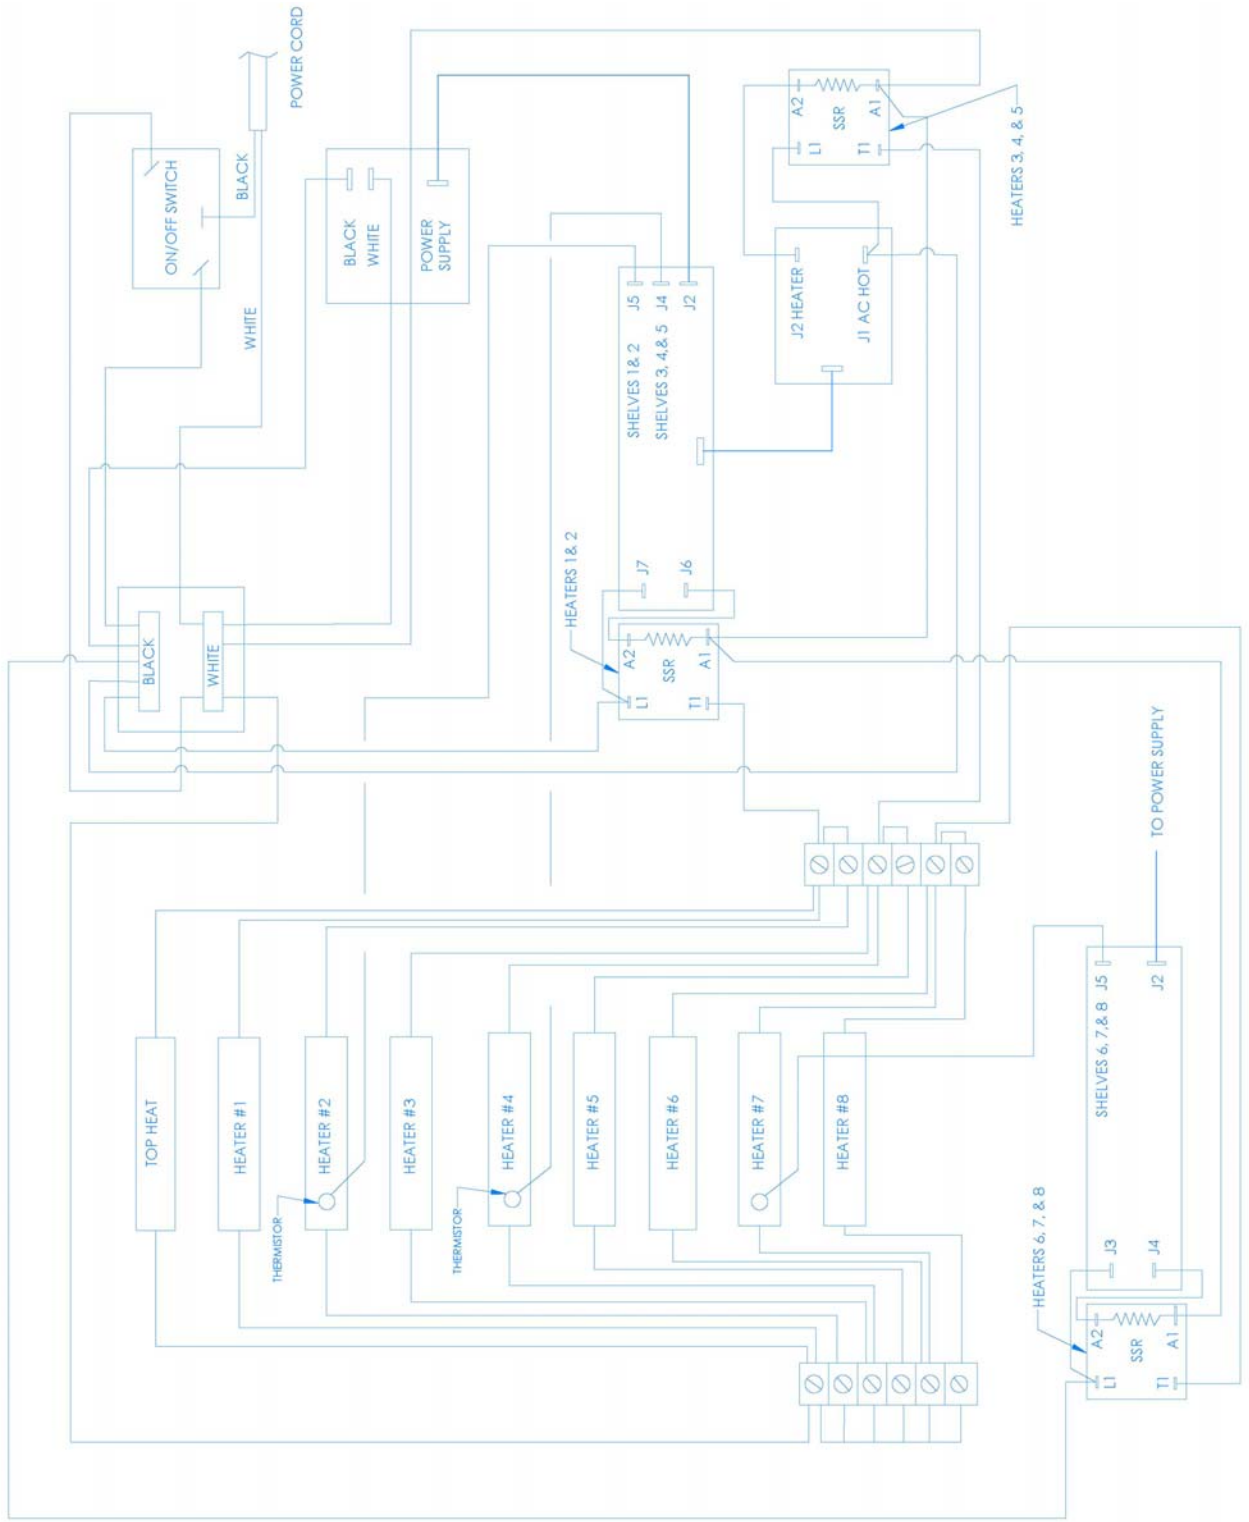 POWER CORD
ON/OFF SWITCH
BLACK
WHITE
BLACK
WHITE
POWER
SUPPLY
A2
SSR
A1
L1
T1
HEATERS 3, 4, & 5
J2 HEATER
J1 AC HOT
J5
J4
J2
SHELVES 1& 2
SHELVES 3, 4,& 5
J7
J6
HEATERS 1& 2
A2
SSR
A1
L1
T1
BLACK
WHITE
TO POWER SUPPLY
TOP HEAT
HEATER #1
HEATER #2
HEATER #3
HEATER #4
HEATER #5
HEATER #6
HEATER #7
HEATER #8
THERMISTOR
THERMISTOR
J5
J2
SHELVES 6, 7,& 8
J3
J4
HEATERS 6, 7, & 8
A2
SSR
A1
L1
T1